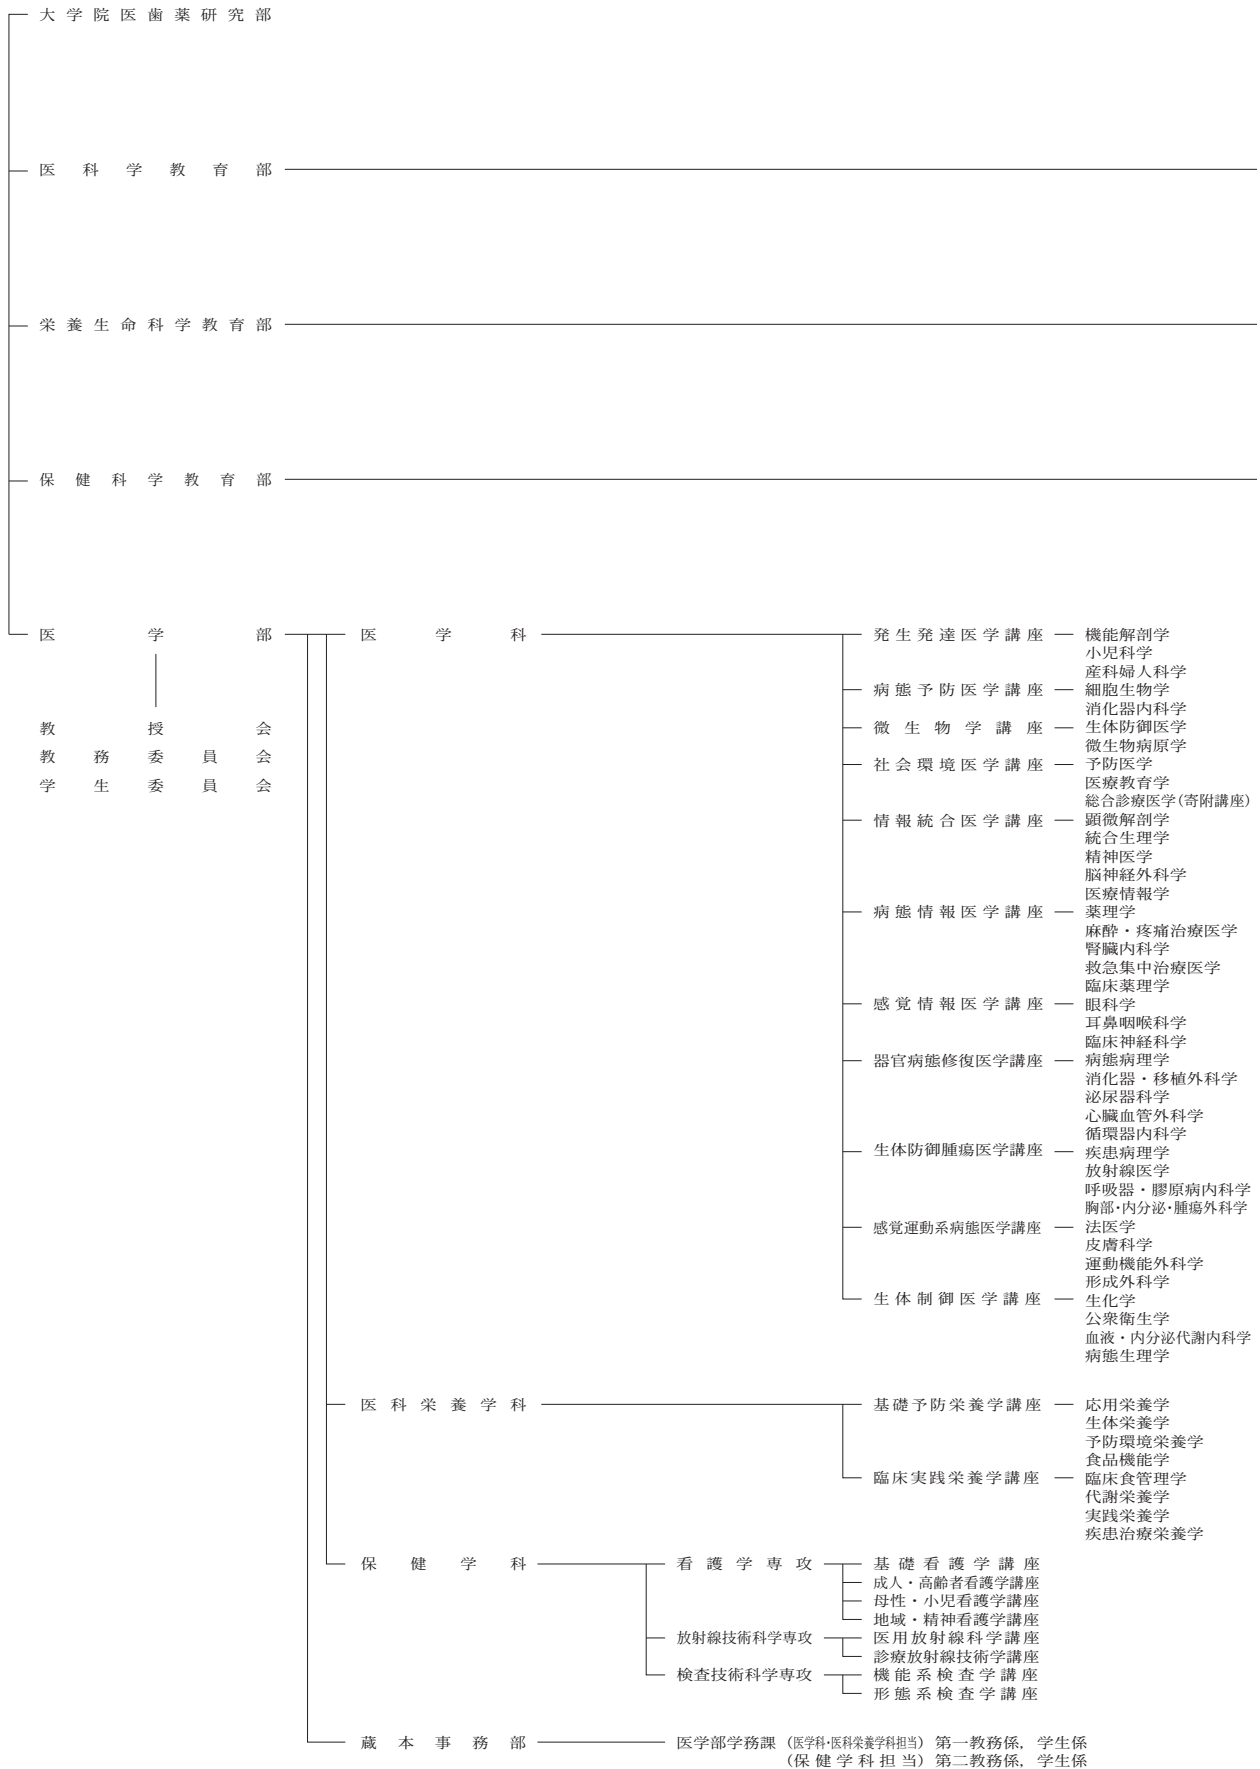 大学院医歯薬研究部
医科学教育部
栄養生命科学教育部
保健科学教育部
医学部 医学科 発生発達医学講座 機能解剖学
小児科学
産科婦人科学
病態予防医学講座 細胞生物学
消化器内科学
教授会 微生物学講座 生体防御医学
微生物病原学
教務委員会
社会環境医学講座 予防医学
学生委員会 医療教育学
総合診療医学(寄附講座)
情報統合医学講座 顕微解剖学
統合生理学
精神医学
脳神経外科学
医療情報学
病態情報医学講座 薬理学
麻酔・疼痛治療医学
腎臓内科学
救急集中治療医学
臨床薬理学
感覚情報医学講座 眼科学
耳鼻咽喉科学
臨床神経科学
器官病態修復医学講座 病態病理学
消化器・移植外科学
泌尿器科学
心臓血管外科学
循環器内科学
生体防御腫瘍医学講座 疾患病理学
放射線医学
呼吸器・膠原病内科学
胸部・内分泌・腫瘍外科学
感覚運動系病態医学講座 法医学
皮膚科学
運動機能外科学
形成外科学
生体制御医学講座 生化学
公衆衛生学
血液・内分泌代謝内科学
病態生理学
医科栄養学科 基礎予防栄養学講座 応用栄養学
生体栄養学
予防環境栄養学
食品機能学
臨床実践栄養学講座 臨床食管理学
代謝栄養学
実践栄養学
疾患治療栄養学
保健学科 看護学専攻 基礎看護学講座
成人・高齢者看護学講座
母性・小児看護学講座
地域・精神看護学講座
放射線技術科学専攻 医用放射線科学講座
診療放射線技術学講座
検査技術科学専攻 機能系検査学講座
形態系検査学講座
蔵本事務部 医学部学務課 (医学科・医科栄養学科担当) 第一教務係, 学生係
(保健学科担当) 第二教務係, 学生係